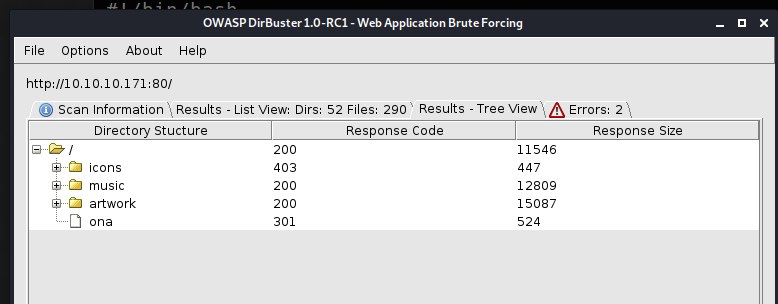 #!/bin/bash
OWASP DirBuster 1.0-RC1 - Web Application Brute Forcing
File Options About Help
http://10.10.10.171:80/
Scan Information Results - List View: Dirs: 52 Files: 290 Results - Tree View Errors: 2
Directory Stucture Response Code Response Size
/ 200 11546
icons 403 447
music 200 12809
artwork 200 15087
ona 301 524